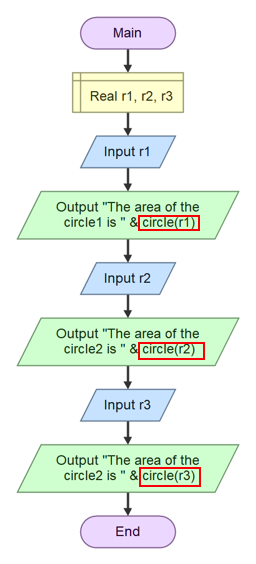 Main
Real r1, r2, r3
Input r1
Output "The area of the
circle1 is " & circle(r1)
Input r2
Output "The area of the
circle2 is " & circle(r2)
Input r3
Output "The area of the
circle2 is " & circle(r3)
End